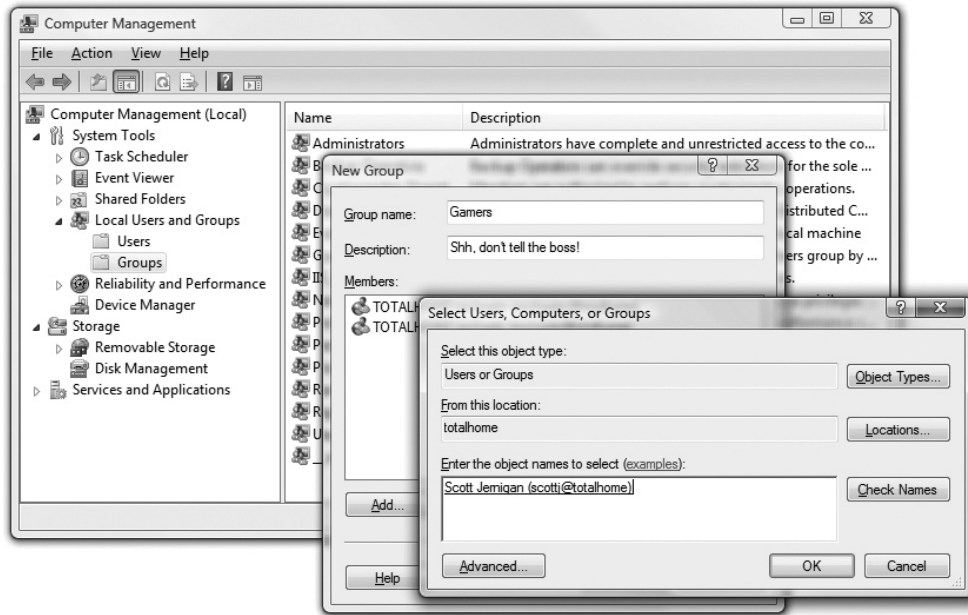 Computer Management
File Action View Help
Computer Management (Local)
System Tools
Task Scheduler
Event Viewer
Shared Folders
Local Users and Groups
Users
Groups
Reliability and Performance
Device Manager
Storage
Removable Storage
Disk Management
Services and Applications
Name Description
Administrators Administrators have complete and unrestricted access to the co...
for the sole ...
operations.
istributed C...
cal machine
ers group by ...
New Group
Group name: Gamers
Description: Shh, don't tell the boss!
Members:
TOTALH
TOTALH
Add...
Help
Select Users, Computers, or Groups
Select this object type:
Users or Groups
Object Types...
From this location:
totalhome
Locations...
Enter the object names to select (examples):
Scott Jernigan (scottj@totalhome)
Check Names
Advanced...
OK Cancel